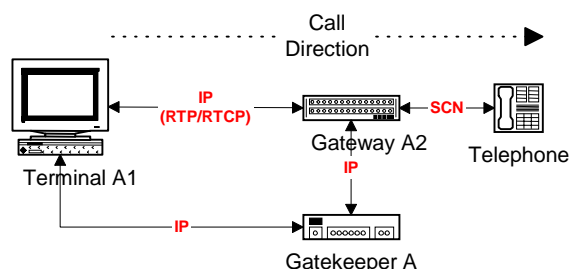 Call
Direction
IP
(RTP/RTCP)
SCN
Terminal A1
Gateway A2
Telephone
IP
IP
Gatekeeper A